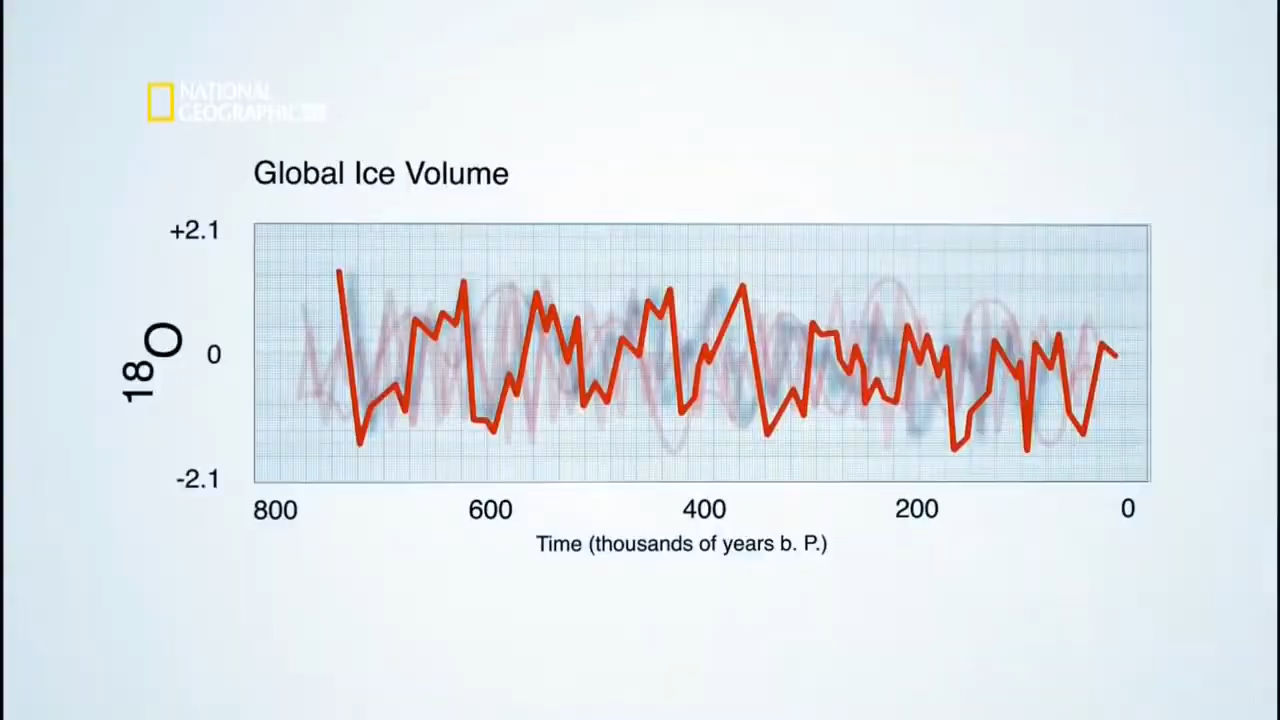 NATIONAL
GEOGRAPHIC
Global Ice Volume
+2.1
18O
0
-2.1
800 600 400 200 0
Time (thousands of years b. P.)